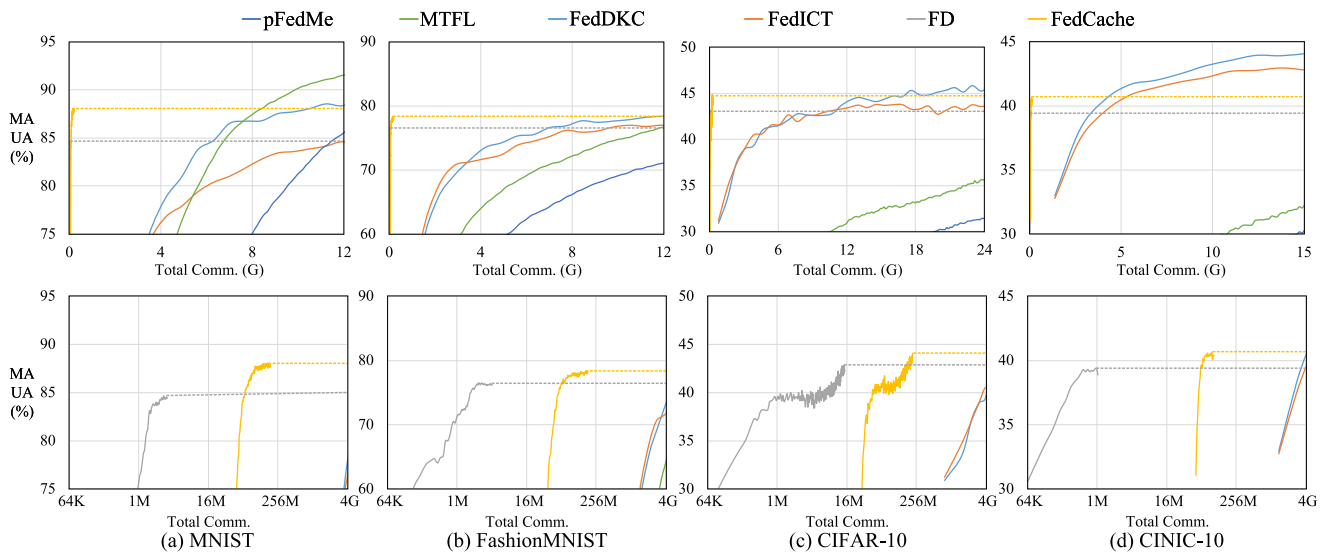 pFedMe MTFL FedDKC FedICT FD FedCache
95 90 85 80 75
MA
UA
(%)
0 4 8 12
Total Comm. (G)
90 80 70 60
0 4 8 12
Total Comm. (G)
50 45 40 35 30
0 6 12 18 24
Total Comm. (G)
45 40 35 30
0 5 10 15
Total Comm. (G)
95 90 85 80 75
MA
UA
(%)
64K 1M 16M 256M 4G
Total Comm.
(a) MNIST
90 80 70 60
64K 1M 16M 256M 4G
Total Comm.
(b) FashionMNIST
50 45 40 35 30
64K 1M 16M 256M 4G
Total Comm.
(c) CIFAR-10
45 40 35 30
64K 1M 16M 256M 4G
Total Comm.
(d) CINIC-10